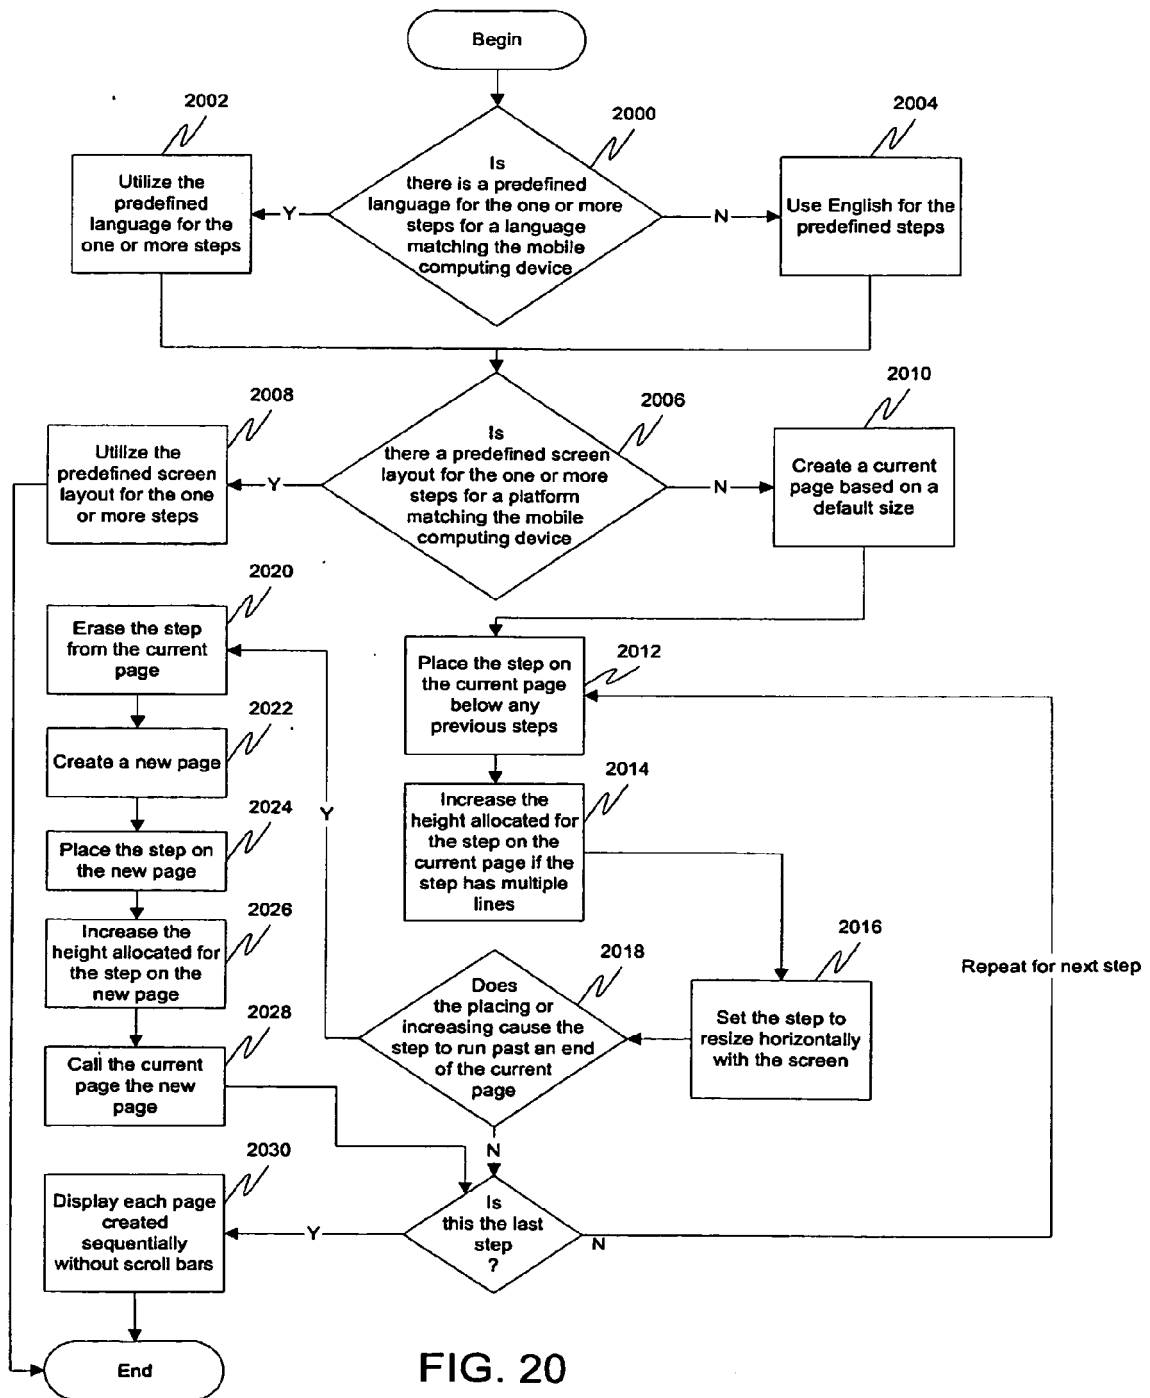 Begin
2002
2000
2004
Is
there is a predefined
language for the one or more
steps for a language
matching the mobile
computing device
Utilize the
predefined
language for the
one or more steps
Y
N
Use English for the
predefined steps
2008
2006
2010
Is
there a predefined screen
layout for the one or more
steps for a platform
matching the mobile
computing device
Utilize the
predefined screen
layout for the one
or more steps
Y
N
Create a current
page based on a
default size
2020
Erase the step
from the current
page
2012
Place the step on
the current page
below any
previous steps
2022
Create a new page
2014
Increase the
height allocated for
the step on the
current page if the
step has multiple
lines
Y
2024
Place the step on
the new page
2026
Increase the
height allocated for
the step on the
new page
2018
Does
the placing or
increasing cause the
step to run past an end
of the current
page
2016
Set the step to
resize horizontally
with the screen
Repeat for next step
2028
Call the current
page the new
page
N
2030
Display each page
created
sequentially
without scroll bars
Y
Is
this the last
step
?
N
End
FIG. 20